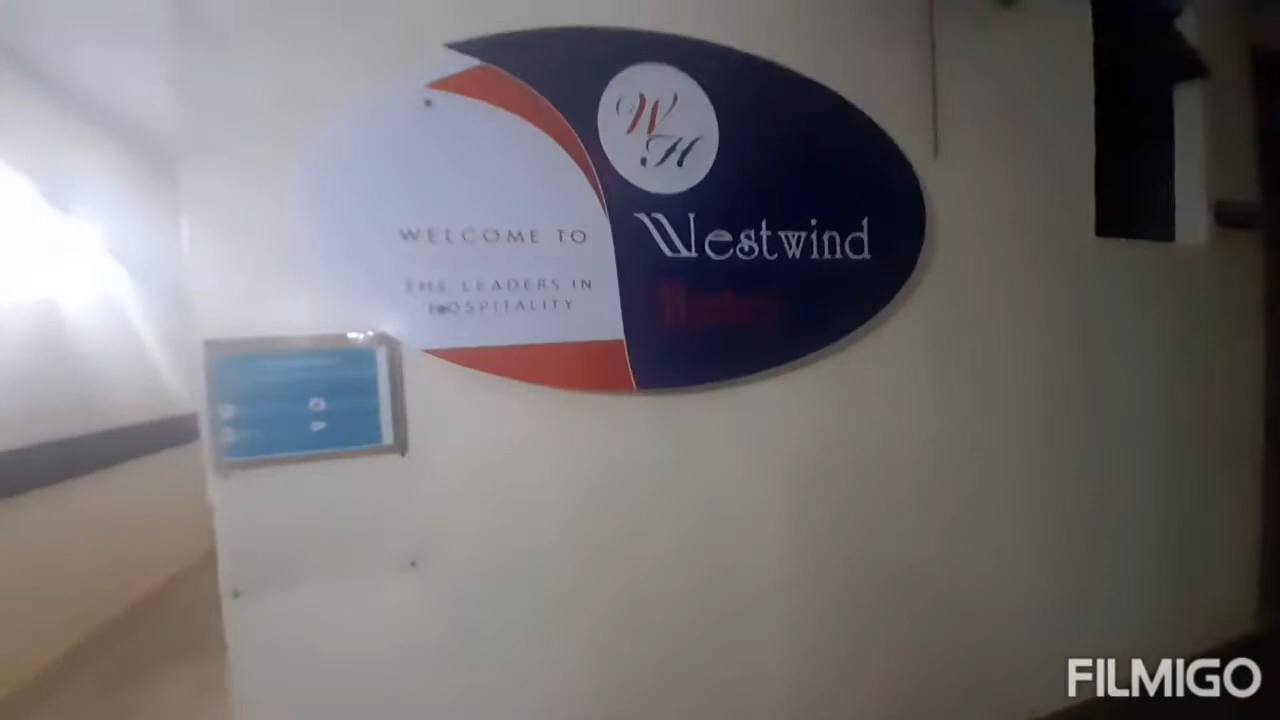 WH
WELCOME TO
THE LEADERS IN
HOSPITALITY
Westwind
FILMIGO